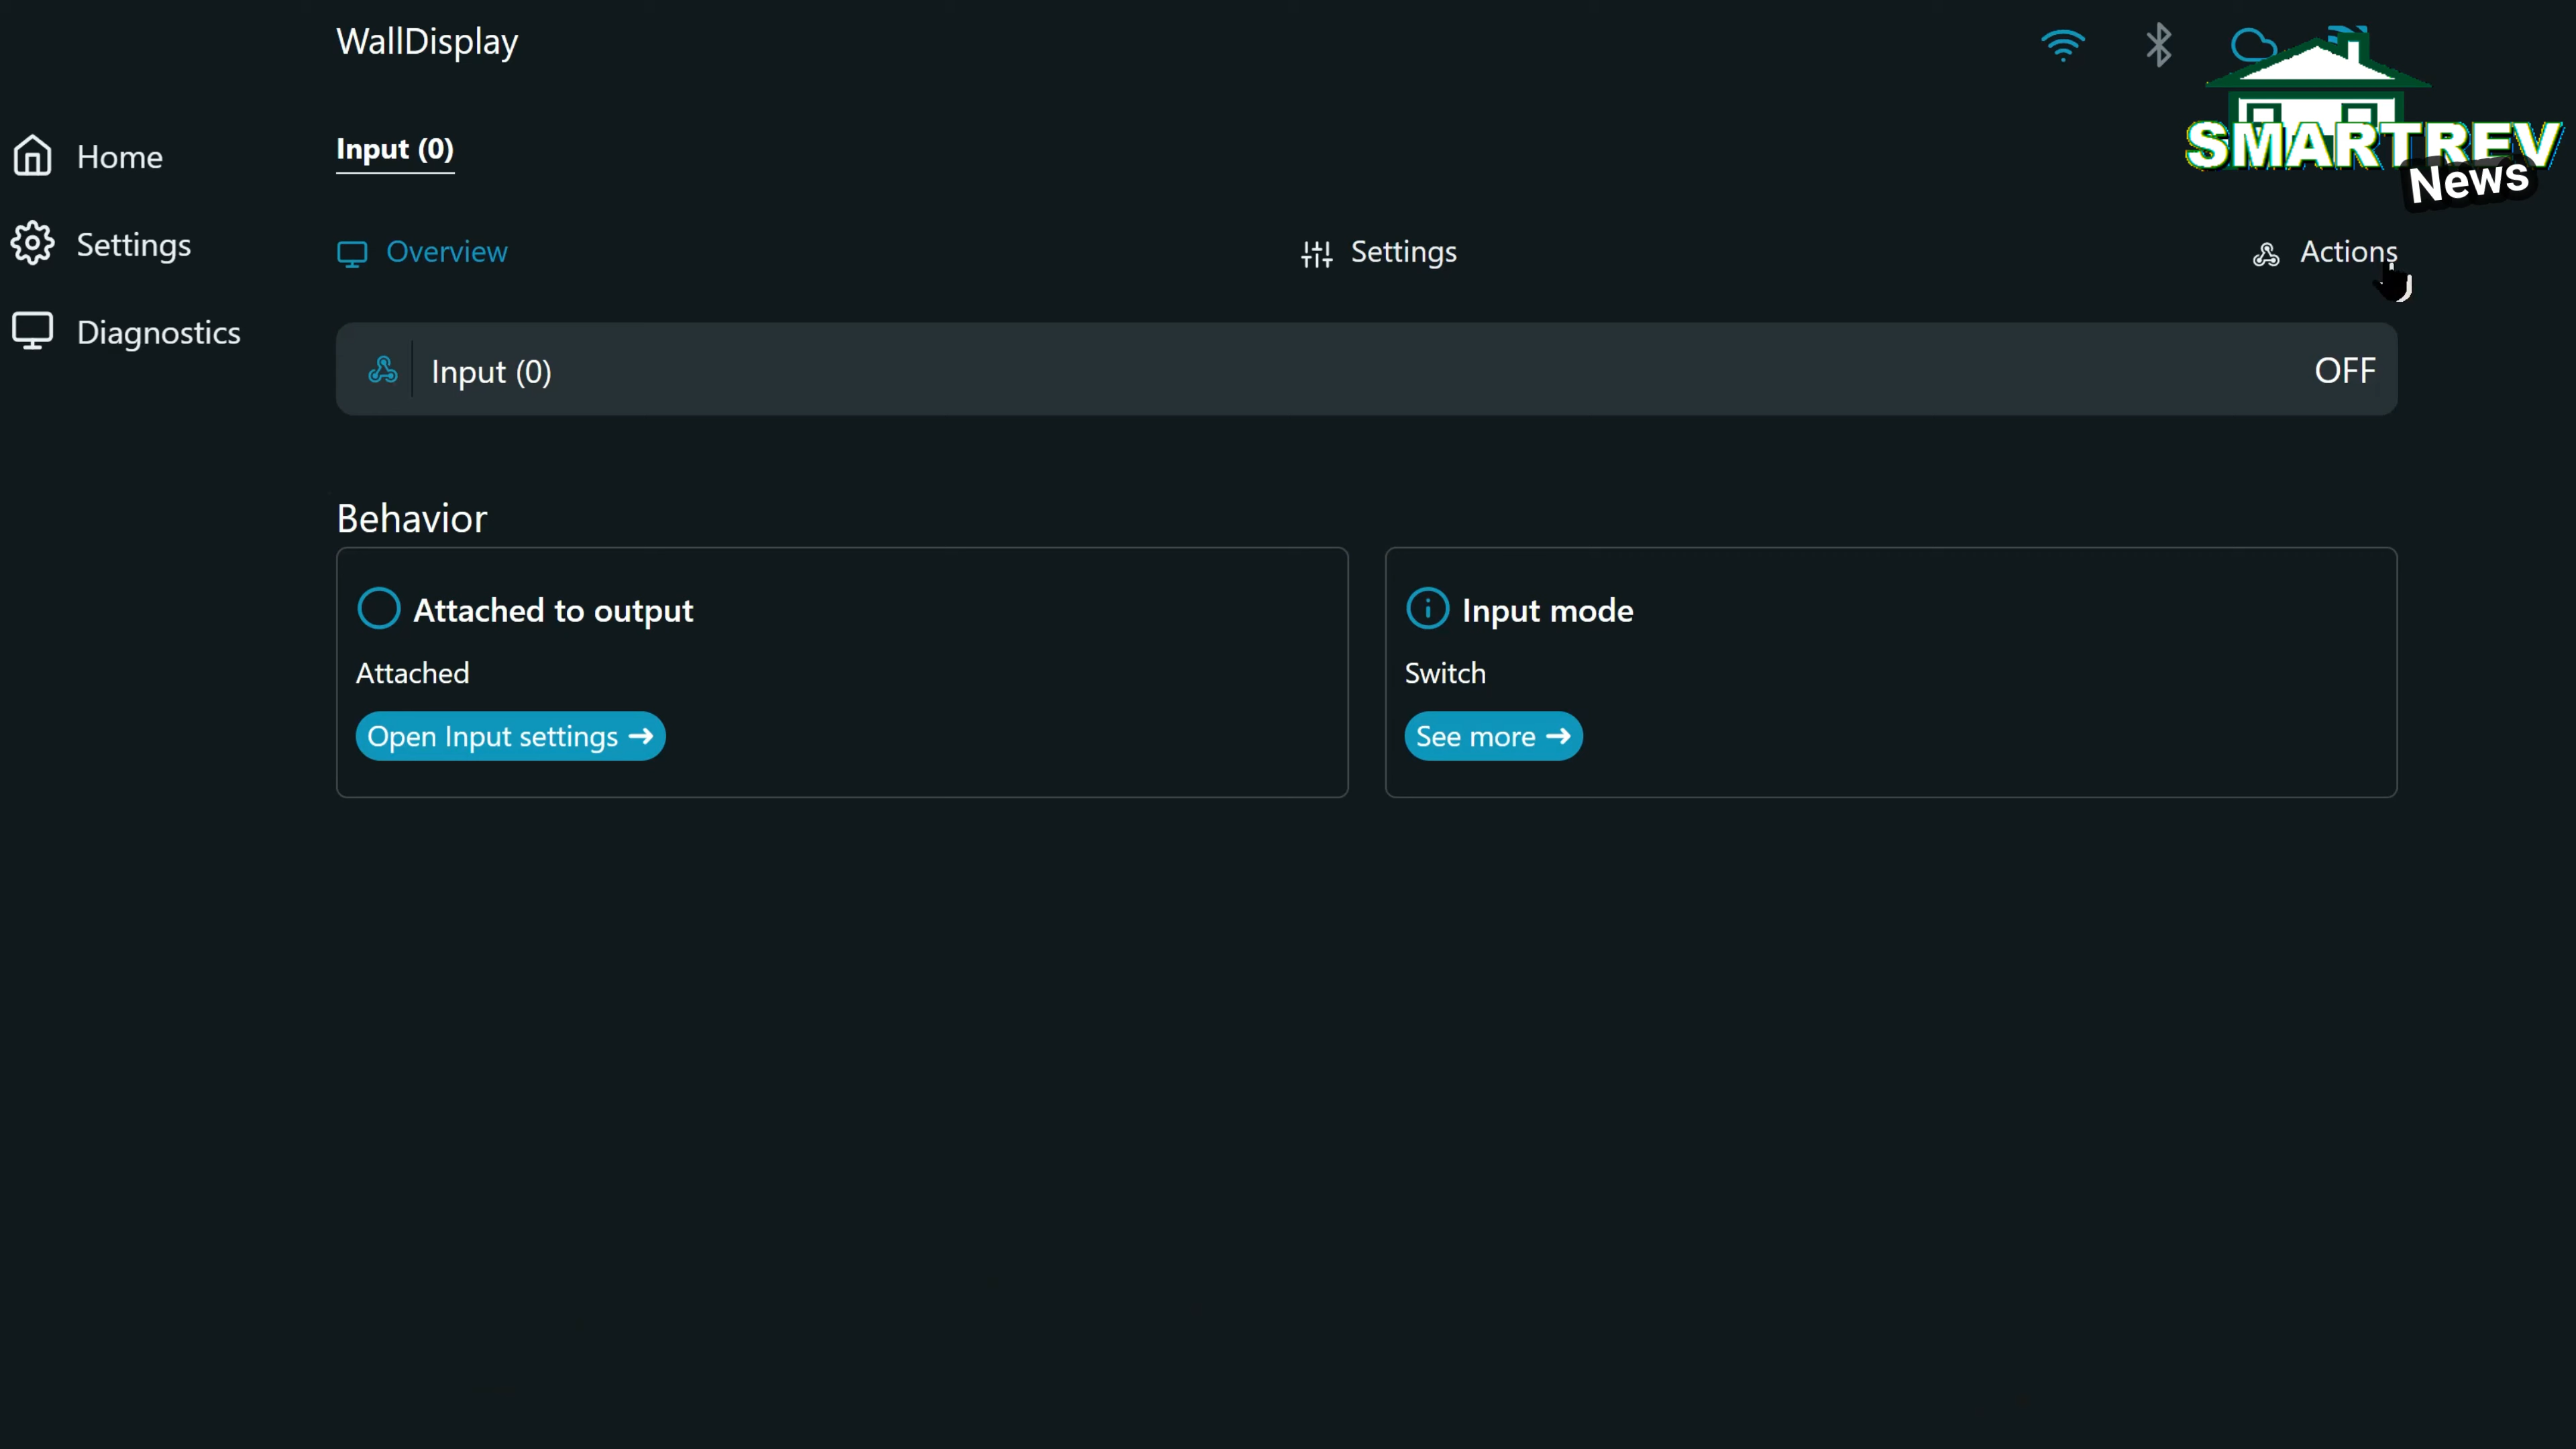 WallDisplay
SMARTREV
News
Home
Settings
Diagnostics
Input (0)
Overview
Settings
Actions
Input (0)
OFF
Behavior
Attached to output
Attached
Open Input settings
Input mode
Switch
See more